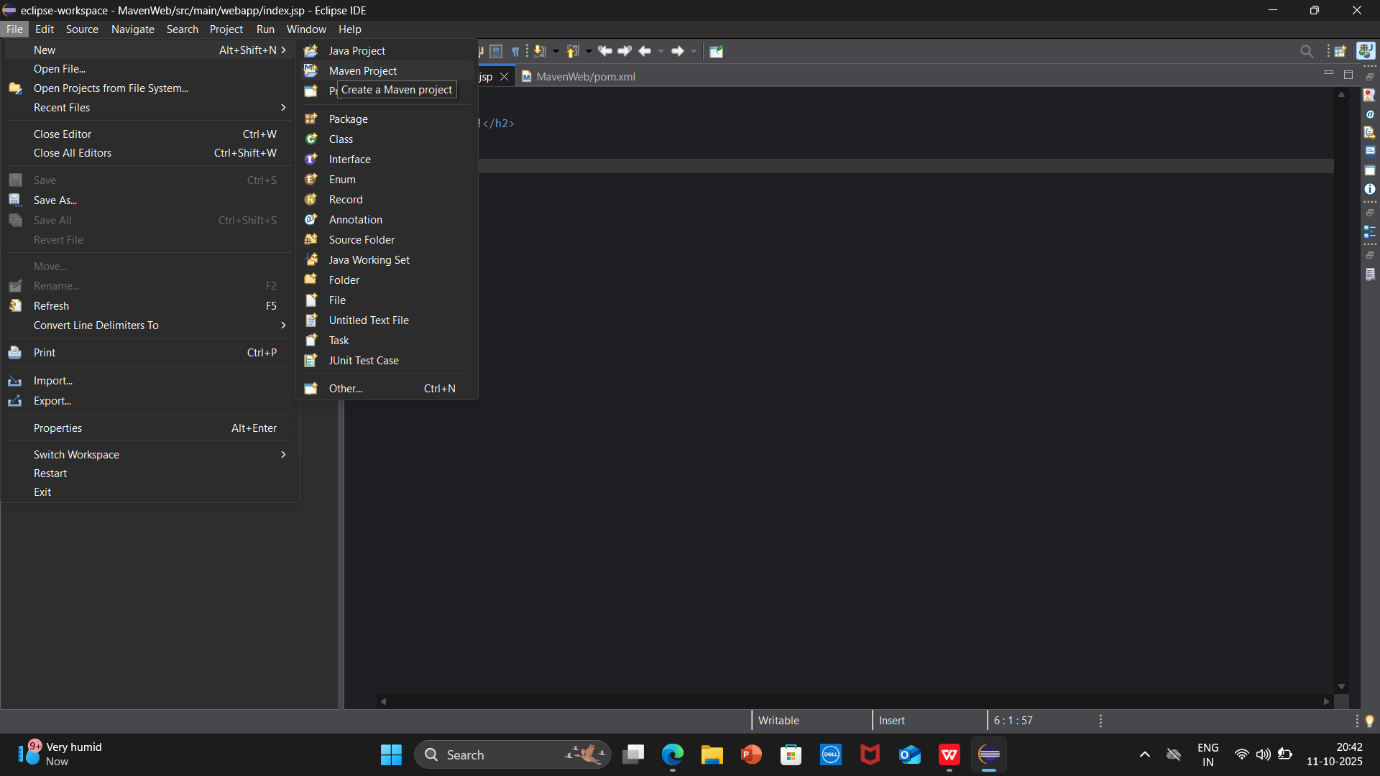 eclipse-workspace - MavenWeb/src/main/webapp/index.jsp - Eclipse IDE
File Edit Source Navigate Search Project Run Window Help
New Alt+Shift+N
Open File...
Open Projects from File System...
Recent Files
Close Editor Ctrl+W
Close All Editors Ctrl+Shift+W
Save Ctrl+S
Save As...
Save All Ctrl+Shift+S
Revert File
Move...
Rename... F2
Refresh F5
Convert Line Delimiters To
Print Ctrl+P
Import...
Export...
Properties Alt+Enter
Switch Workspace
Restart
Exit
Java Project
Maven Project
Create a Maven project
Package
Class
Interface
Enum
Record
Annotation
Source Folder
Java Working Set
Folder
File
Untitled Text File
Task
JUnit Test Case
Other... Ctrl+N
jsp MavenWeb/pom.xml
!</h2>
Writable Insert 6 : 1 : 57
9+ Very humid
Now
Search
DELL
ENG
IN
20:42
11-10-2025